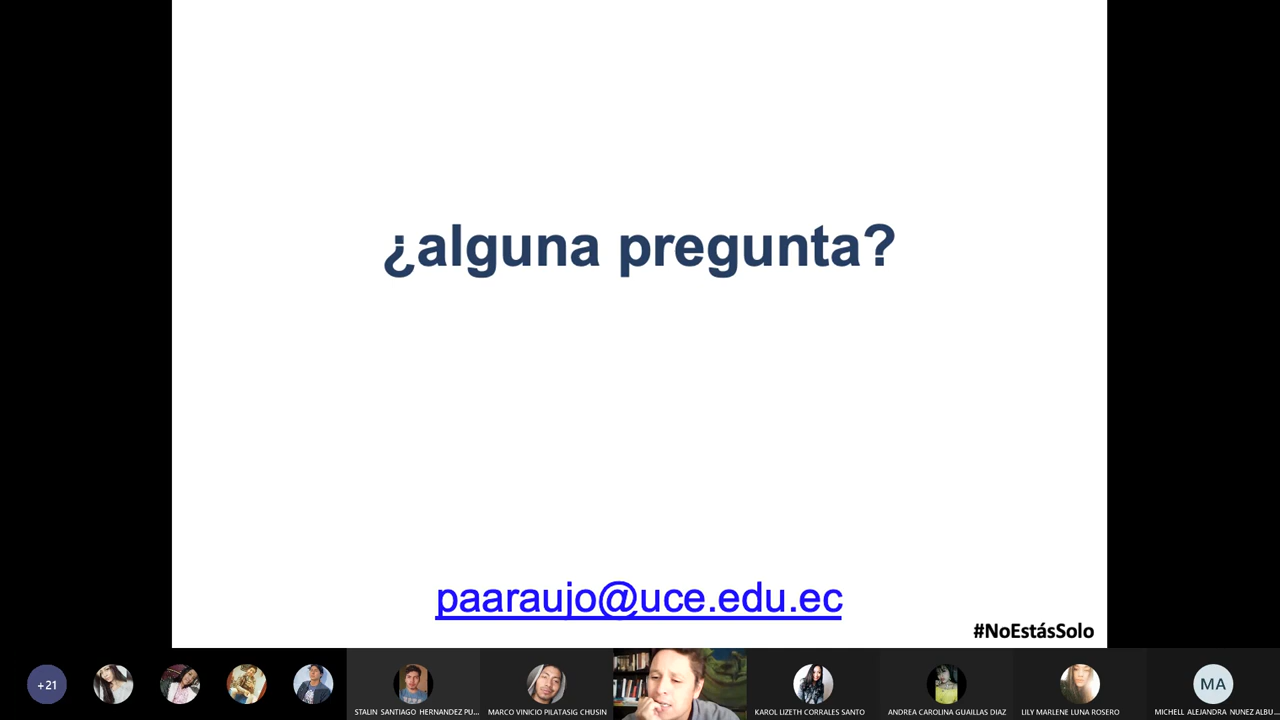 ¿alguna pregunta?
paaraujo@uce.edu.ec
#NoEstásSolo
+21
STALIN SANTIAGO HERNANDEZ PU...
MARCO VINICIO PILATASIG CHUSIN
KAROL LIZETH CORRALES SANTO
ANDREA CAROLINA GUAILLAS DIAZ
LILY MARLENE LUNA ROSERO
MA
MICHELL ALEJANDRA NUNEZ ALBU...